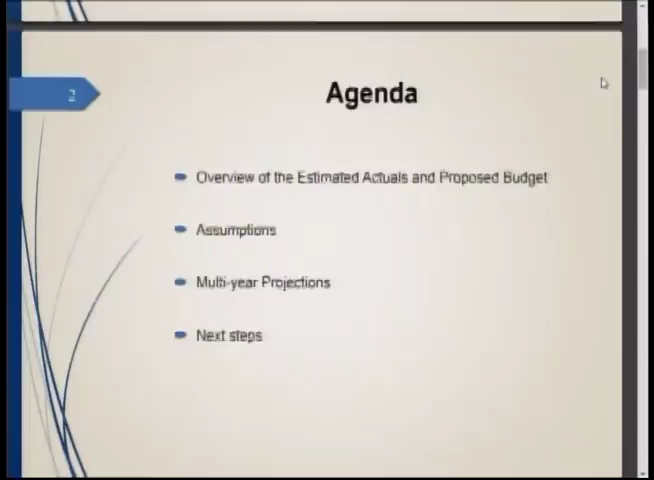 2
Agenda
Overview of the Estimated Actuals and Proposed Budget
Assumptions
Multi-year Projections
Next steps